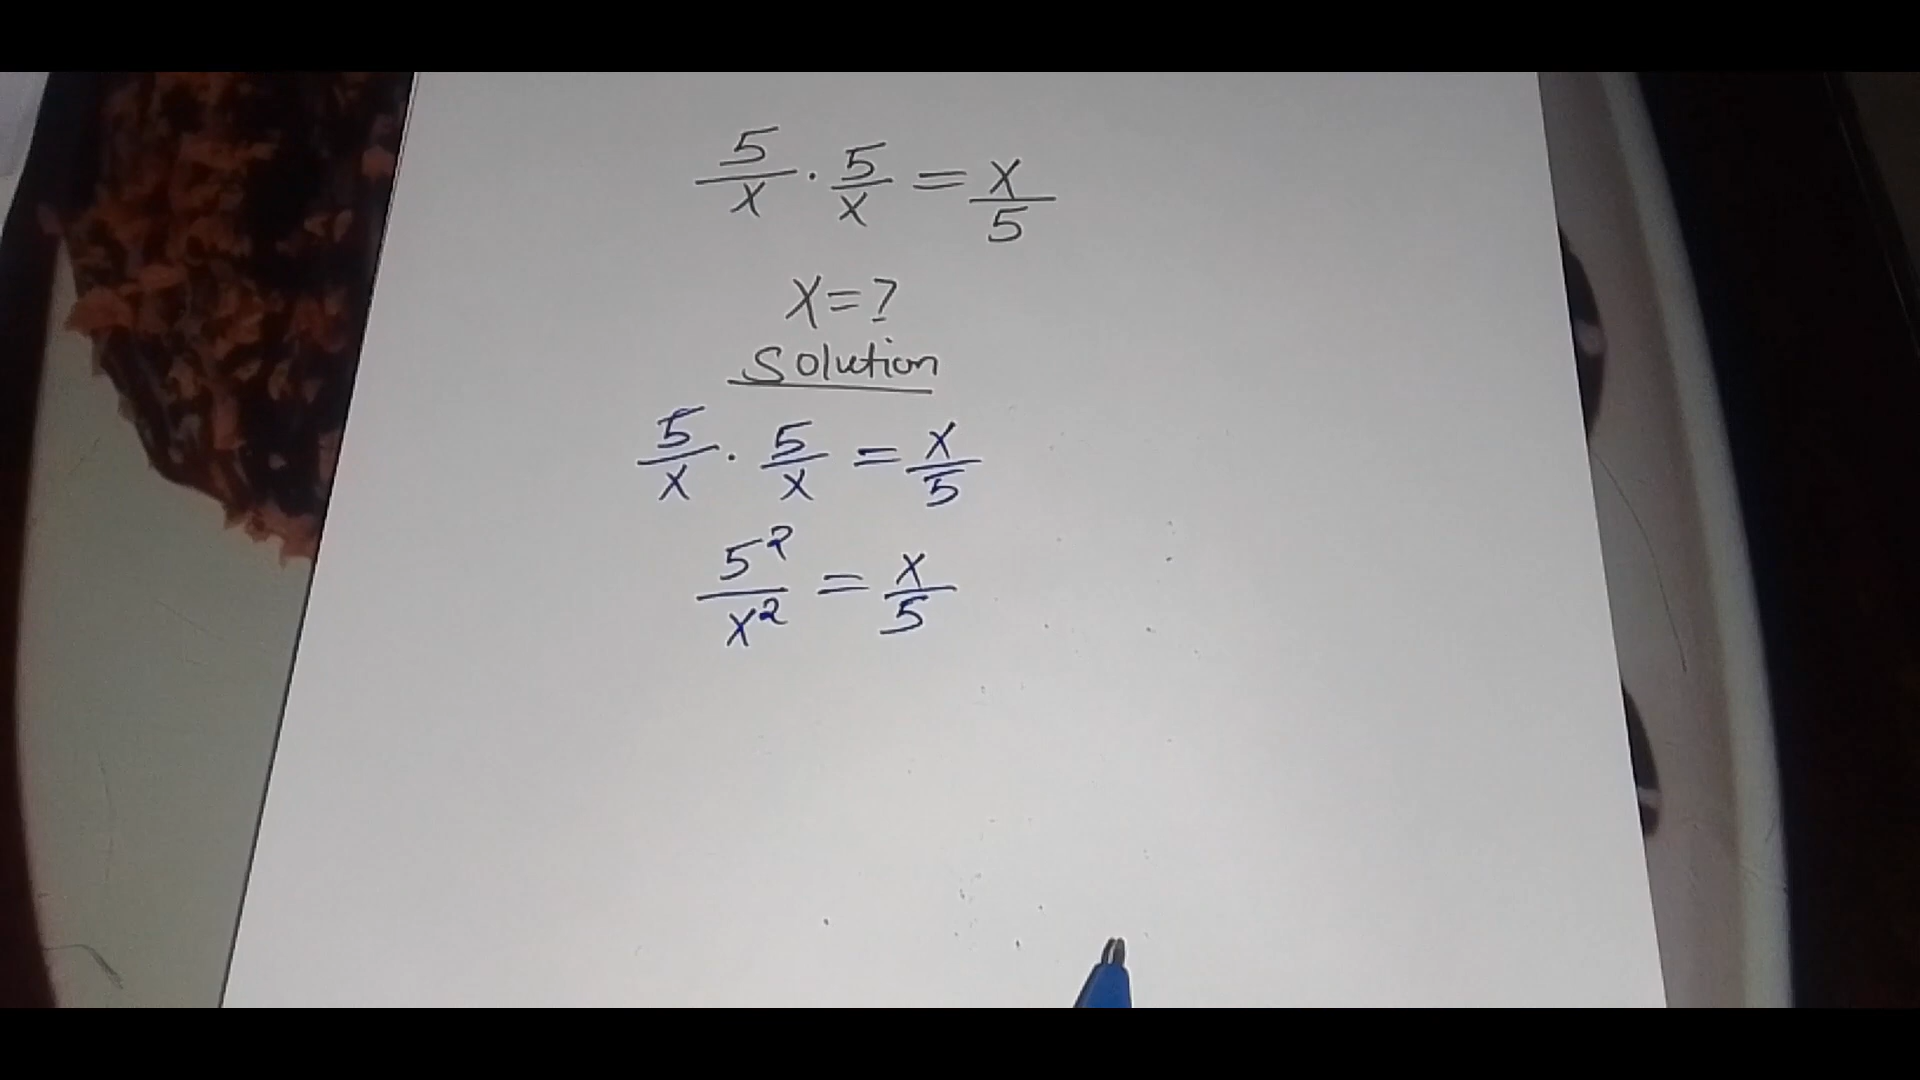 5/x · 5/x = x/5
x = ?
Solution
5/x · 5/x = x/5
5²/x² = x/5